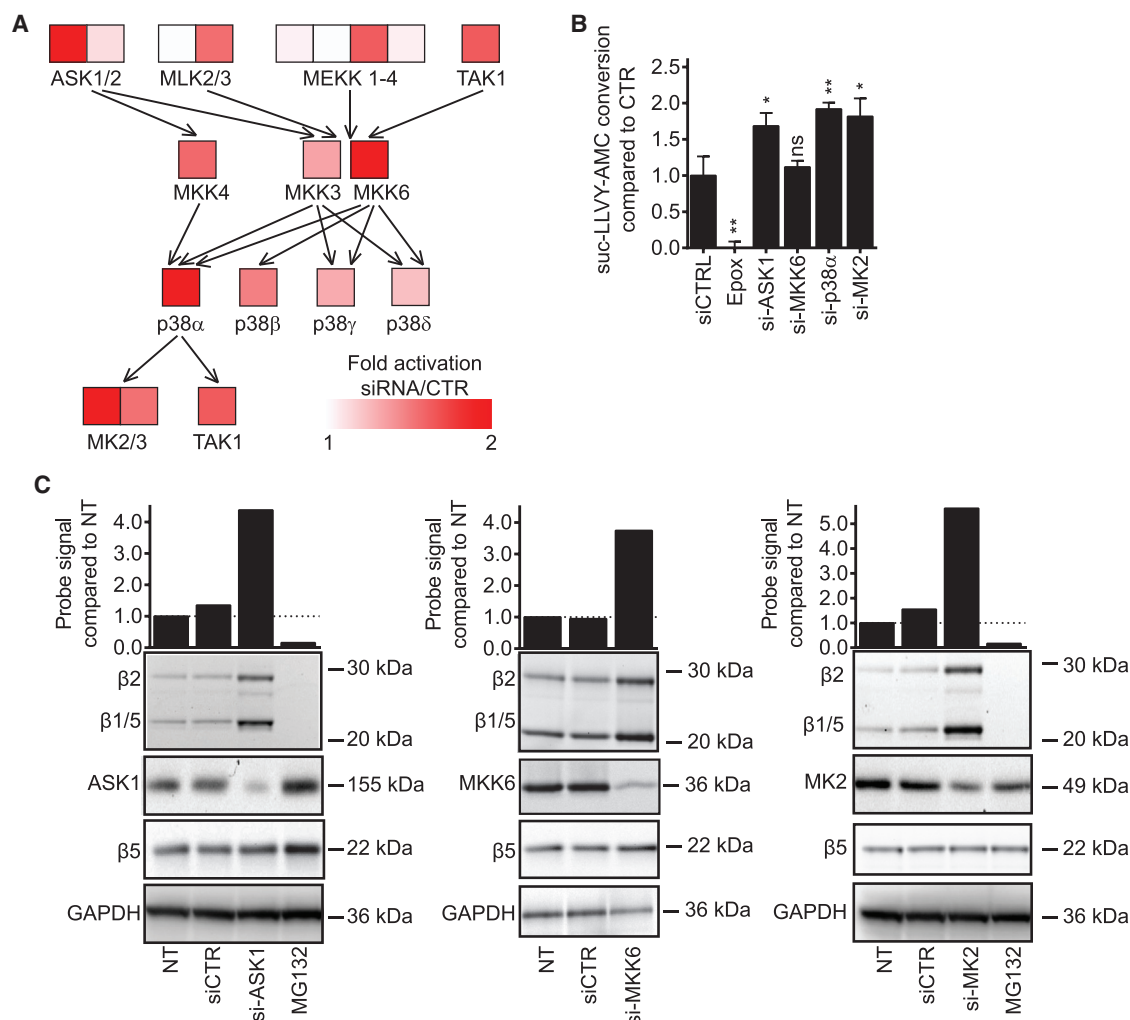 A
ASK1/2 MLK2/3 MEKK 1-4 TAK1
MKK4 MKK3 MKK6
p38α p38β p38γ p38δ
MK2/3 TAK1
Fold activation
siRNA/CTR
1 2
B
suc-LLVY-AMC conversion
compared to CTR
2.5
2.0
1.5
1.0
0.5
0.0
** * ns ** *
siCTRL
Epox
si-ASK1
si-MKK6
si-p38α
si-MK2
C
Probe signal
compared to NT
4.0
3.0
2.0
1.0
0.0
β2
β1/5
30 kDa
20 kDa
ASK1 155 kDa
β5 22 kDa
GAPDH 36 kDa
NT
siCTR
si-ASK1
MG132
Probe signal
compared to NT
4.0
3.0
2.0
1.0
0.0
β2
β1/5
30 kDa
20 kDa
MKK6 36 kDa
β5 22 kDa
GAPDH 36 kDa
NT
siCTR
si-MKK6
Probe signal
compared to NT
5.0
4.0
3.0
2.0
1.0
0.0
β2
β1/5
30 kDa
20 kDa
MK2 49 kDa
β5 22 kDa
GAPDH 36 kDa
NT
siCTR
si-MK2
MG132